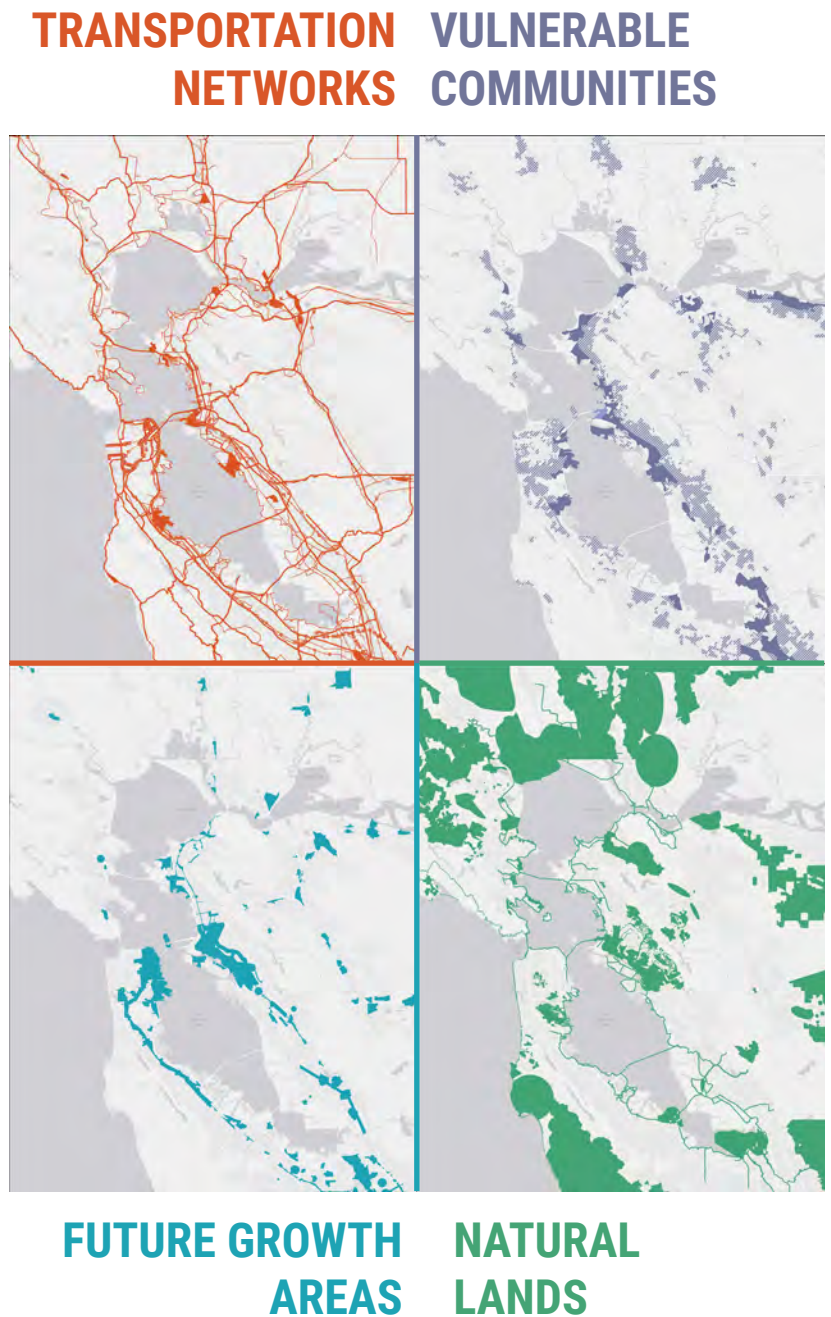 TRANSPORTATION
NETWORKS
VULNERABLE
COMMUNITIES
FUTURE GROWTH
AREAS
NATURAL
LANDS